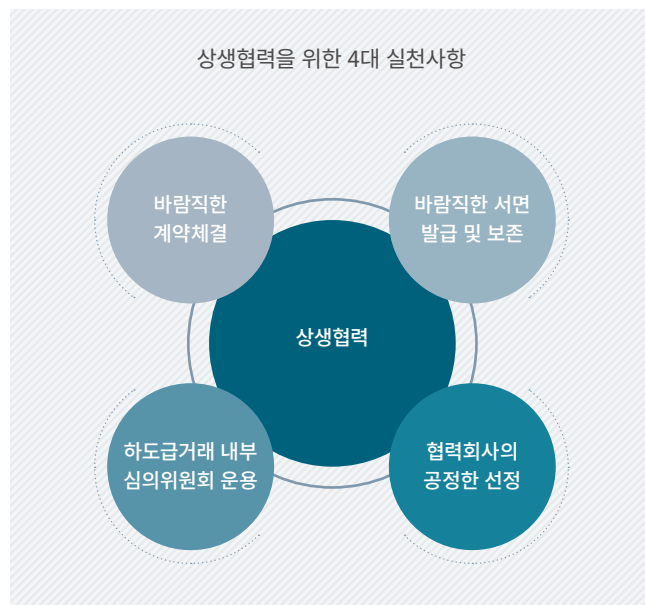 상생협력을 위한 4대 실천사항
바람직한
계약체결
바람직한 서면
발급 및 보존
상생협력
하도급거래 내부
심의위원회 운용
협력회사의
공정한 선정